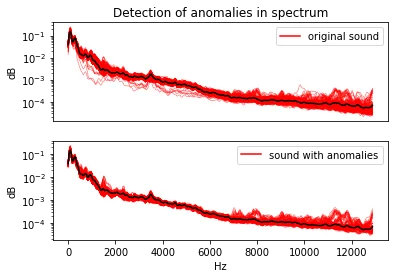 Detection of anomalies in spectrum
original sound
dB
10⁻¹
10⁻²
10⁻³
10⁻⁴
sound with anomalies
dB
10⁻¹
10⁻²
10⁻³
10⁻⁴
0 2000 4000 6000 8000 10000 12000
Hz